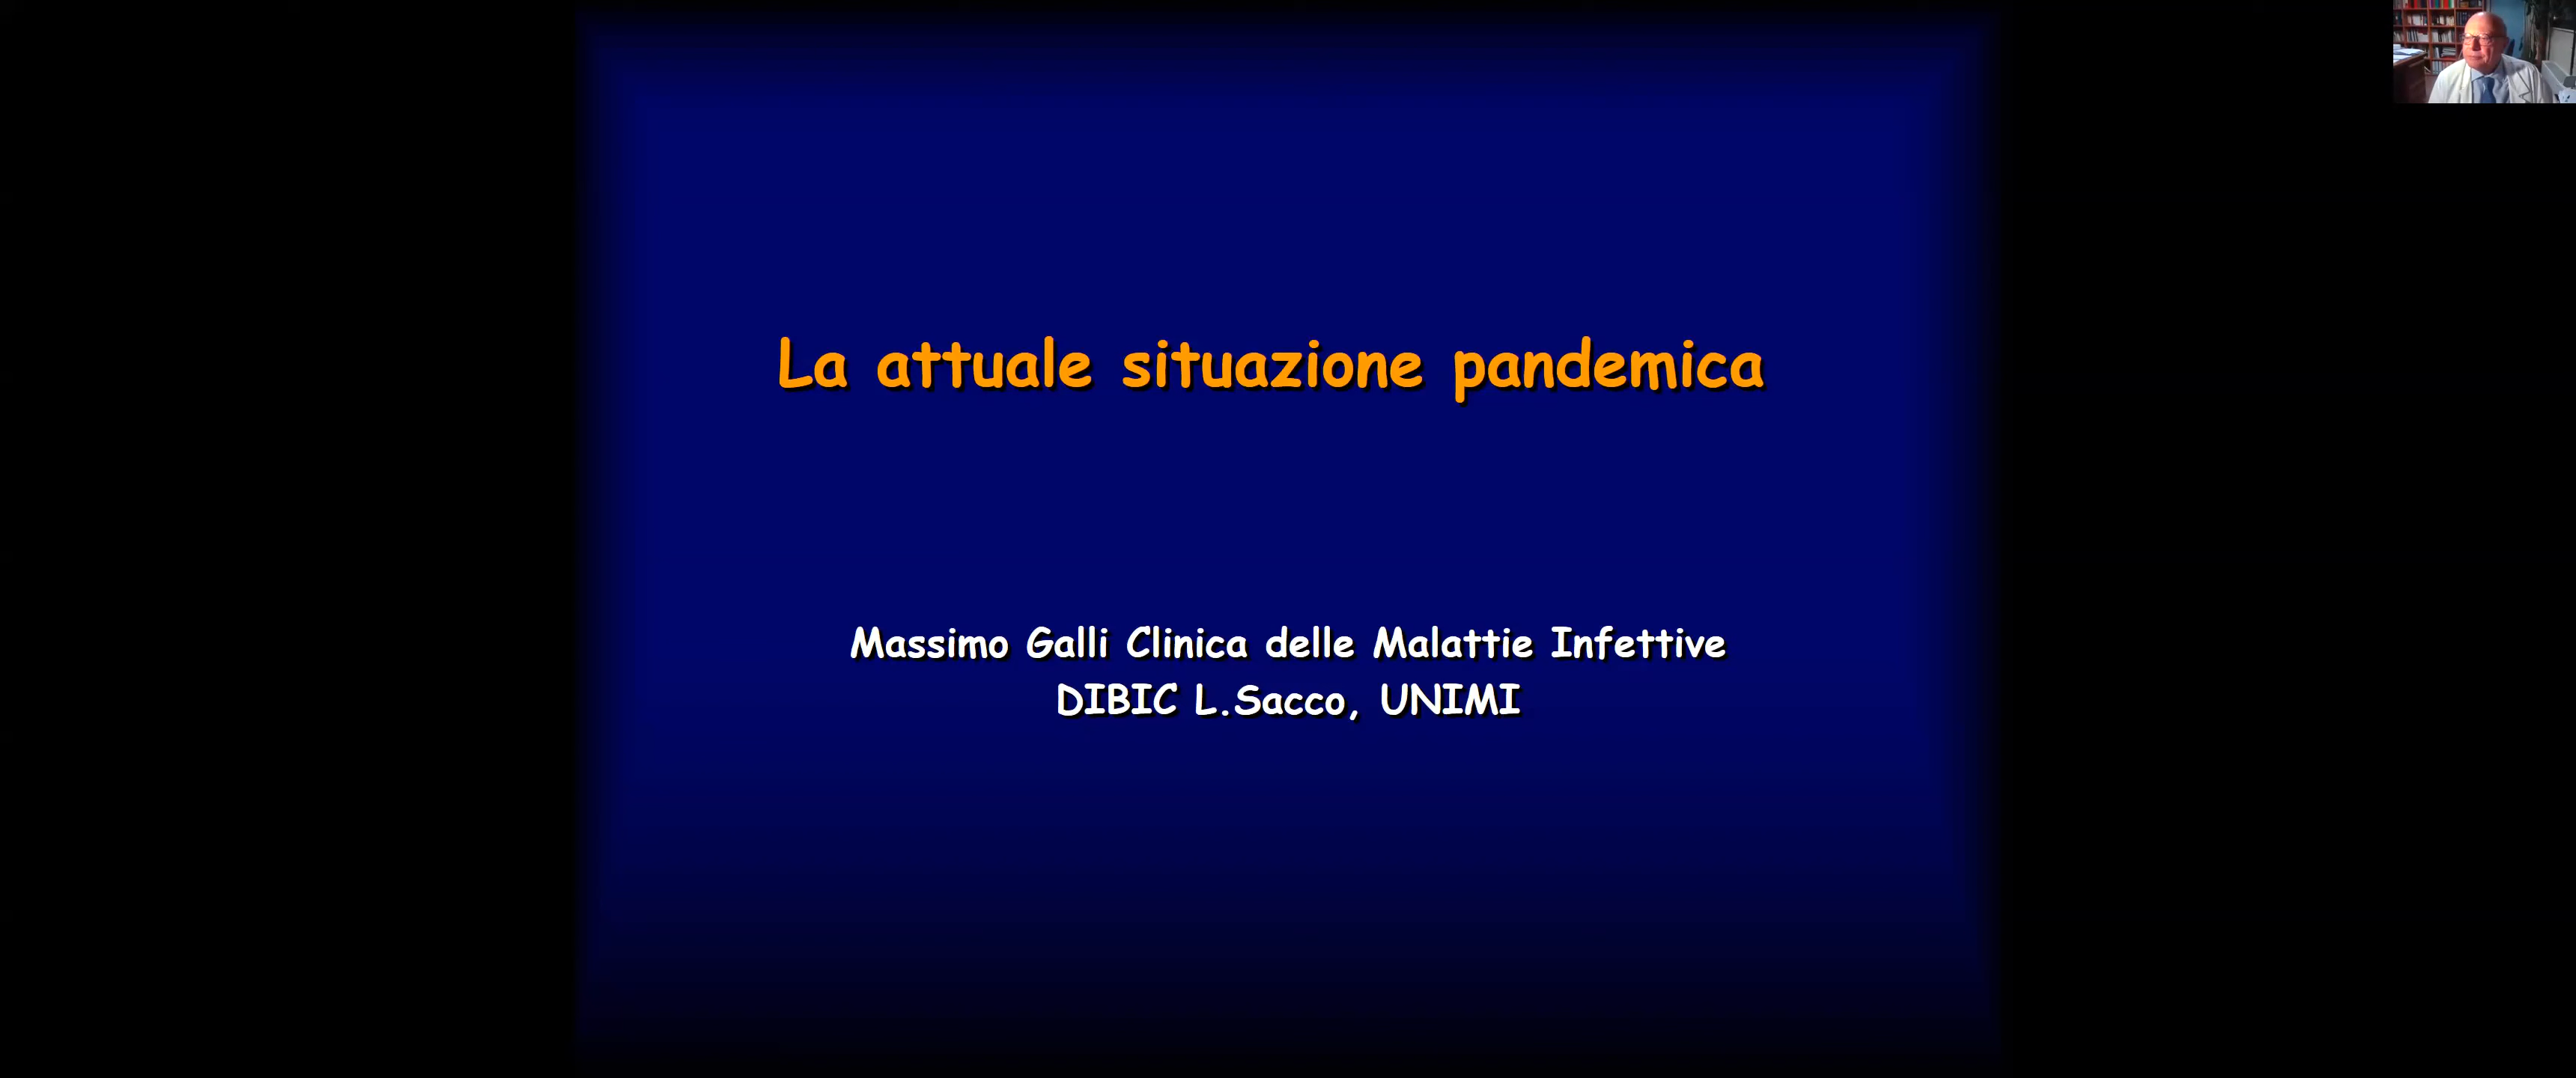 La attuale situazione pandemica
Massimo Galli Clinica delle Malattie Infettive
DIBIC L.Sacco, UNIMI